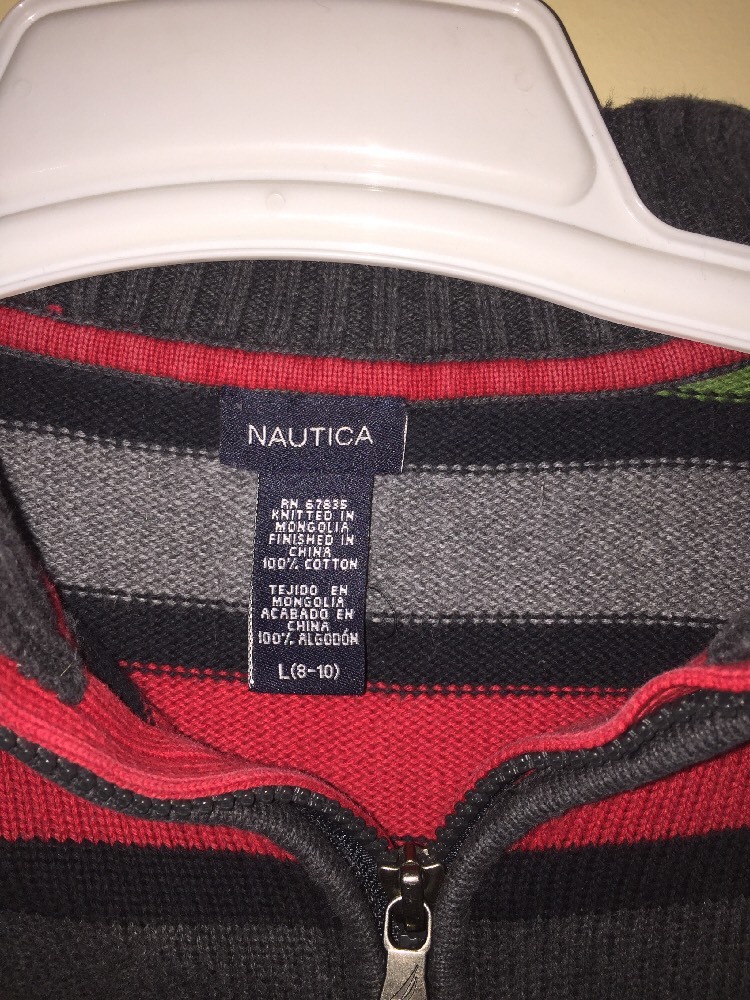 NAUTICA
RN 67835
KNITTED IN
MONGOLIA
FINISHED IN
CHINA
100% COTTON
TEJIDO EN
MONGOLIA
ACABADO EN
CHINA
100% ALGODÓN
L(8-10)